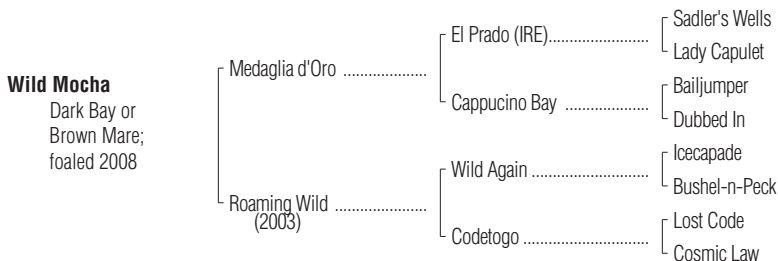 Wild Mocha
Dark Bay or
Brown Mare;
foaled 2008
Medaglia d'Oro ......................
Roaming Wild ........................
(2003)
El Prado (IRE)..........................
Cappucino Bay ......................
Wild Again ..............................
Codetogo .................................
Sadler's Wells
Lady Capulet
Bailjumper
Dubbed In
Icecapade
Bushel-n-Peck
Lost Code
Cosmic Law